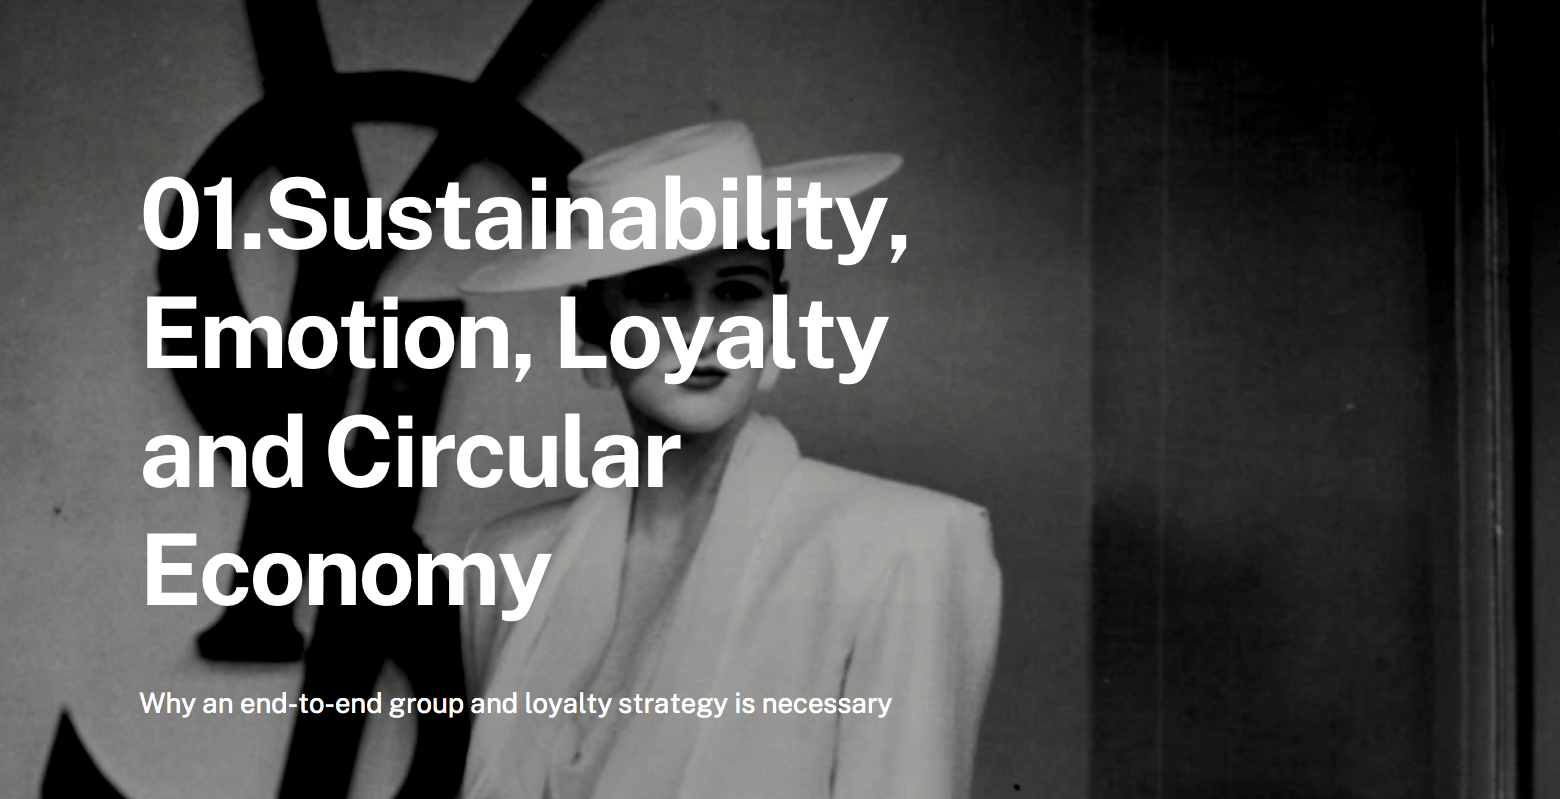 01.Sustainability,
Emotion, Loyalty
and Circular
Economy
Why an end-to-end group and loyalty strategy is necessary